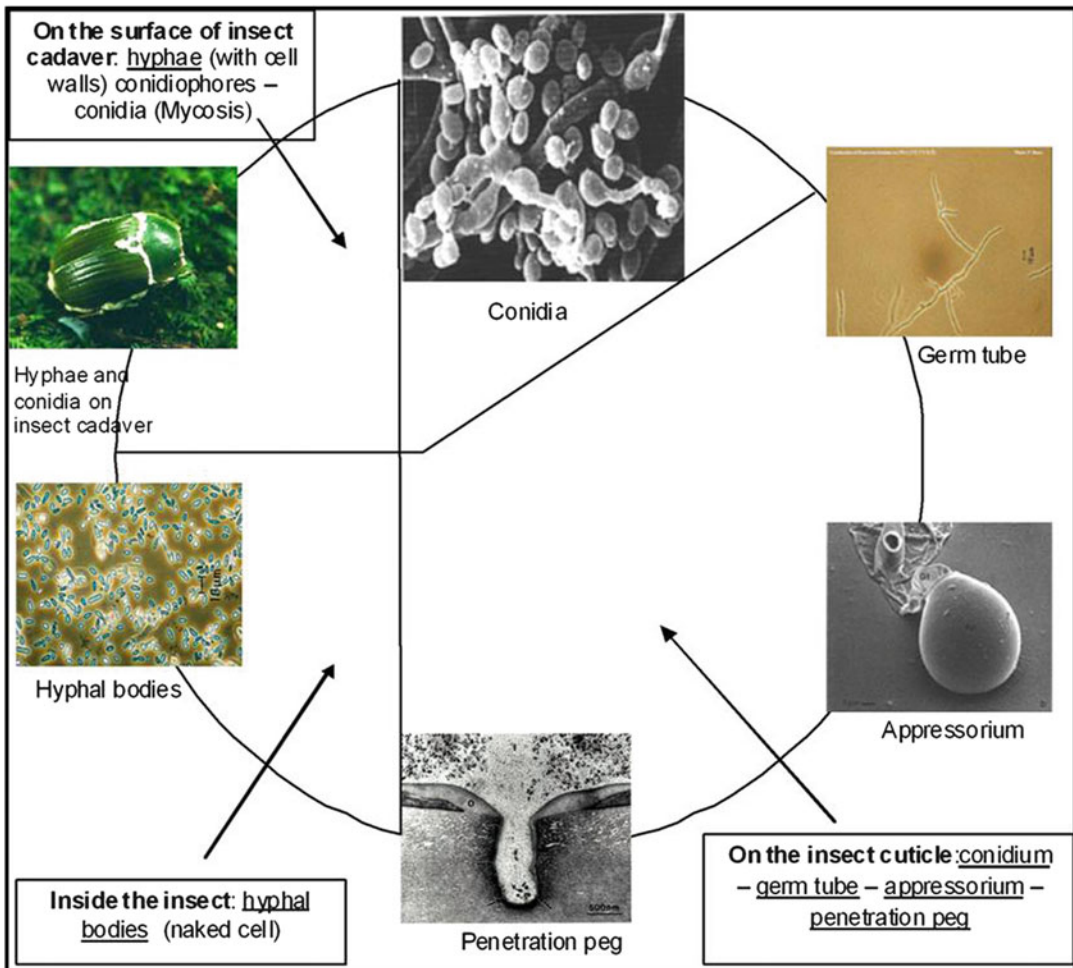 On the surface of insect
cadaver: hyphae (with cell
walls) conidiophores –
conidia (Mycosis)
Conidia
Germ tube
Hyphae and
conidia on
insect cadaver
18µm
Hyphal bodies
Appressorium
b
O
500nm
Penetration peg
Inside the insect: hyphal
bodies (naked cell)
On the insect cuticle:conidium
– germ tube – appressorium –
penetration peg